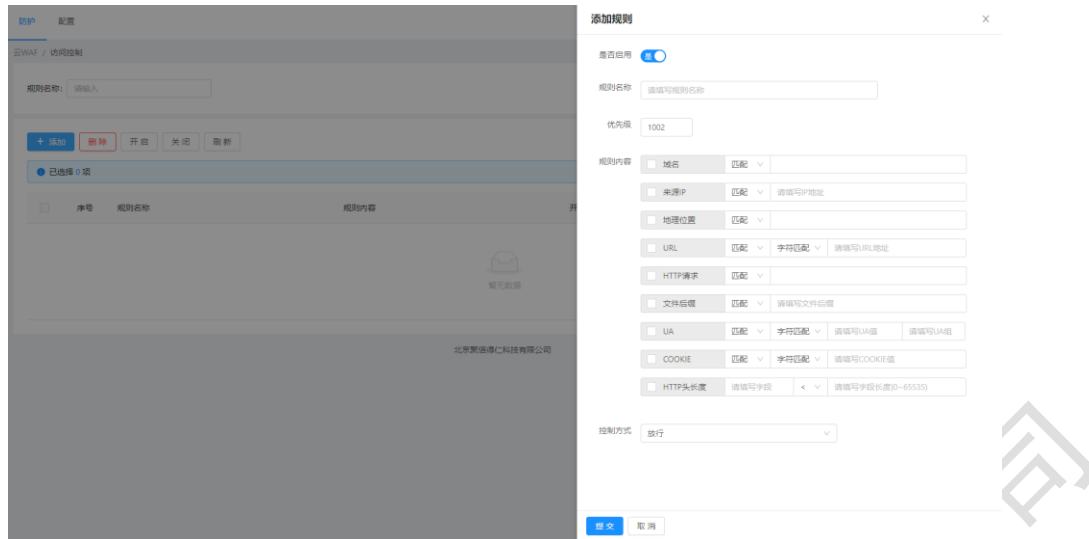 防护 配置
云WAF / 访问控制
规则名称: 请输入
+ 添加 删除 开启 关闭 刷新
已选择 0 项
序号 规则名称 规则内容 开
暂无数据
北京聚信得仁科技有限公司
添加规则
是否启用 是
规则名称 请填写规则名称
优先级 1002
规则内容 域名 匹配
来源IP 匹配 请填写IP地址
地理位置 匹配
URL 匹配 字符匹配 请填写URL地址
HTTP请求 匹配
文件后缀 匹配 请填写文件后缀
UA 匹配 字符匹配 请填写UA值 请填写UA组
COOKIE 匹配 字符匹配 请填写COOKIE值
HTTP头长度 请填写字段 < 请填写字段长度(0~65535)
控制方式 放行
提交 取消
司